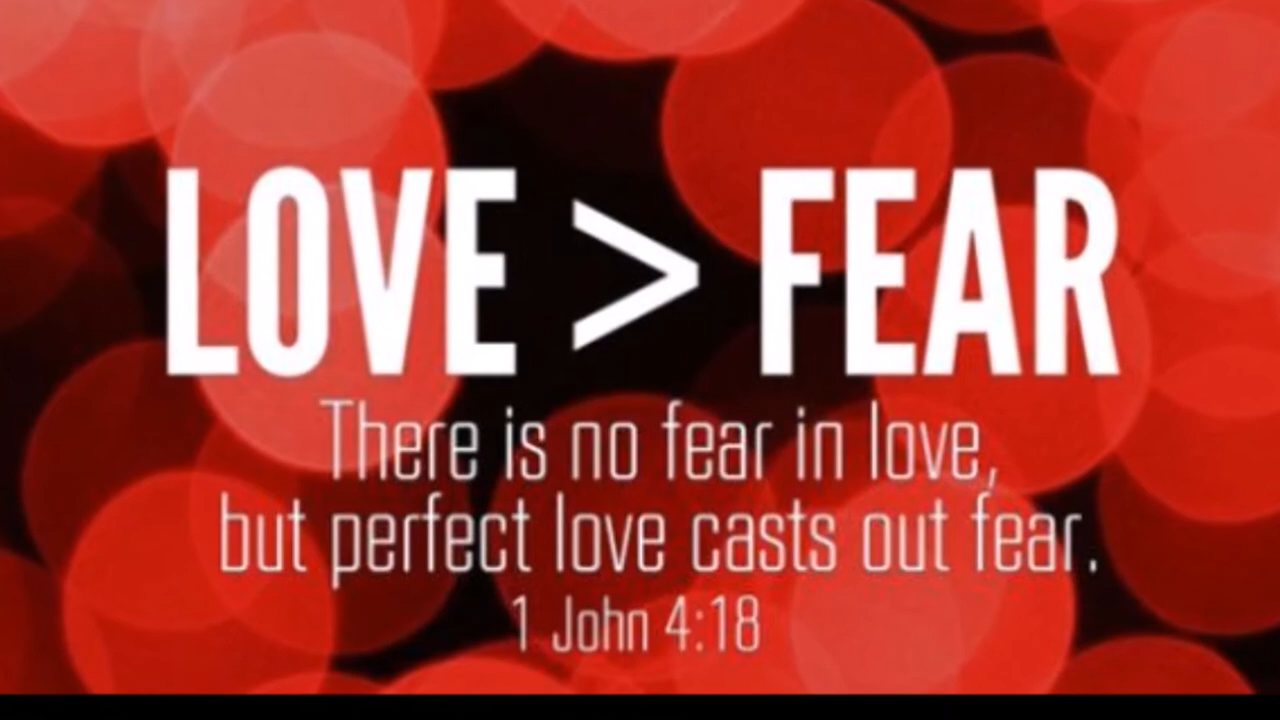 LOVE > FEAR
There is no fear in love,
but perfect love casts out fear.
1 John 4:18